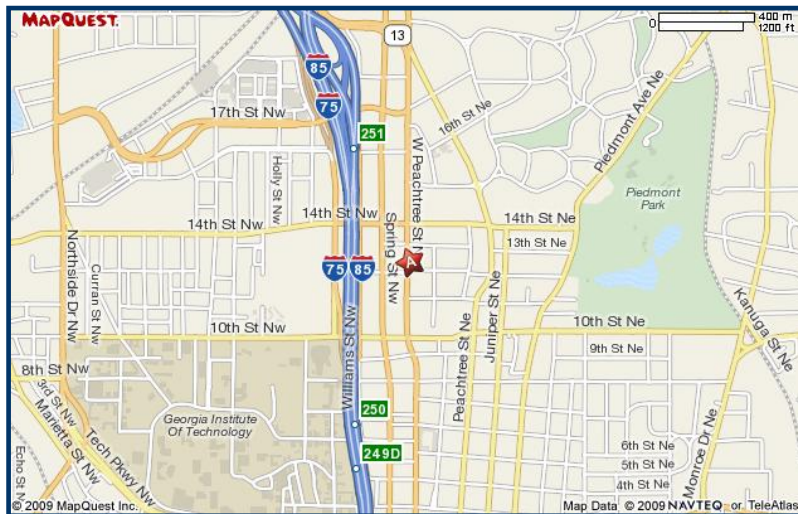 MAPQUEST.
400 m
0
1200 ft
13
85
75
17th St Nw
251
16th St Ne
Piedmont Ave Ne
Holly St Nw
W Peachtree St N
Piedmont
Park
14th St Nw
14th St Nw
14th St Ne
13th St Ne
Spring St Nw
Northside Dr Nw
Curran St Nw
A
75
85
Juniper St Ne
Peachtree St Ne
Kanuga St Ne
10th St Nw
10th St Ne
9th St Ne
Williams St Nw
8th St Nw
3rd St Nw
Marietta St Nw
Georgia Institute
Of Technology
250
249D
Monroe Dr Ne
6th St Ne
5th St Ne
4th St Ne
Tech Pkwy Nw
Echo St N
© 2009 MapQuest Inc.
Map Data © 2009 NAVTEQ or TeleAtlas